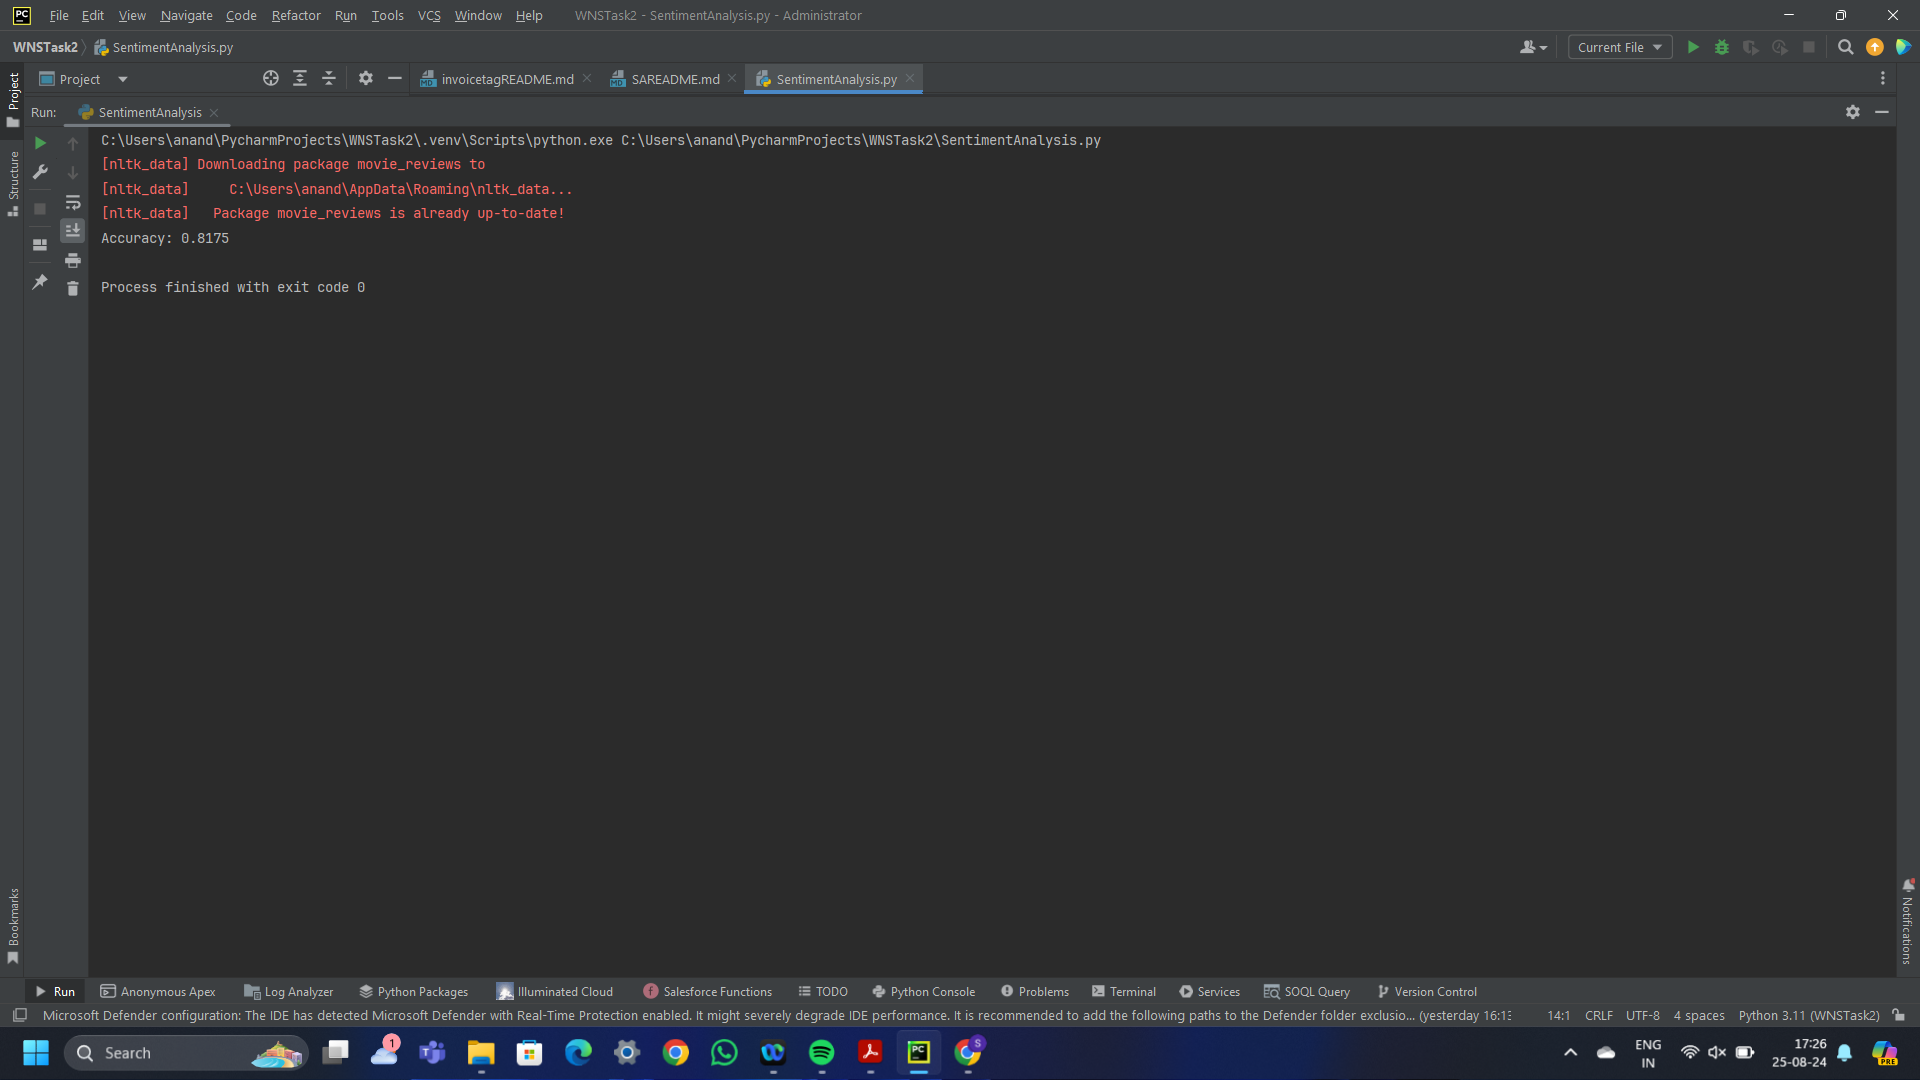 PC File Edit View Navigate Code Refactor Run Tools VCS Window Help WNSTask2 - SentimentAnalysis.py - Administrator
WNSTask2 SentimentAnalysis.py Current File
Project invoicetagREADME.md SAREADME.md SentimentAnalysis.py
Run: SentimentAnalysis
Project
Structure
Bookmarks
Notifications
C:\Users\anand\PycharmProjects\WNSTask2\.venv\Scripts\python.exe C:\Users\anand\PycharmProjects\WNSTask2\SentimentAnalysis.py
[nltk_data] Downloading package movie_reviews to
[nltk_data]     C:\Users\anand\AppData\Roaming\nltk_data...
[nltk_data]   Package movie_reviews is already up-to-date!
Accuracy: 0.8175
Process finished with exit code 0
Run Anonymous Apex Log Analyzer Python Packages Illuminated Cloud Salesforce Functions TODO Python Console Problems Terminal Services SOQL Query Version Control
Microsoft Defender configuration: The IDE has detected Microsoft Defender with Real-Time Protection enabled. It might severely degrade IDE performance. It is recommended to add the following paths to the Defender folder exclusio... (yesterday 16:13 14:1 CRLF UTF-8 4 spaces Python 3.11 (WNSTask2)
Search 1 PC S ENG 17:26
IN 25-08-24 PRE